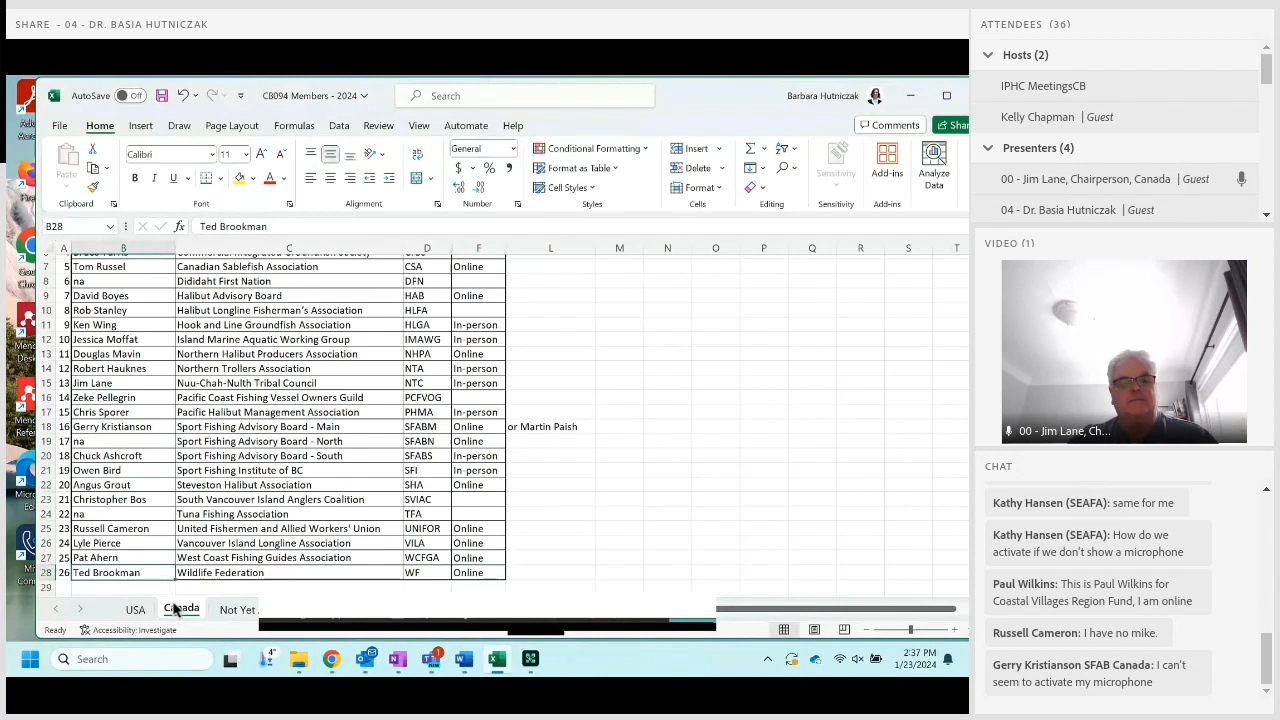 SHARE - 04 - DR. BASIA HUTNICZAK
AutoSave Off CB094 Members - 2024 Search Barbara Hutniczak
File Home Insert Draw Page Layout Formulas Data Review View Automate Help Comments Shar
Paste Calibri 11 A A ab General Conditional Formatting Insert Sensitivity Add-ins Analyze Data
B I U A $ % Format as Table Delete
Cell Styles Format
Clipboard Font Alignment Number Styles Cells Editing Sensitivity Add-ins
B28 fx Ted Brookman
A B C D F L M N O P Q R S T
7 5 Tom Russel Canadian Sablefish Association CSA Online
8 6 na Dididaht First Nation DFN
9 7 David Boyes Halibut Advisory Board HAB Online
10 8 Rob Stanley Halibut Longline Fisherman's Association HLFA
11 9 Ken Wing Hook and Line Groundfish Association HLGA In-person
12 10 Jessica Moffat Island Marine Aquatic Working Group IMAWG In-person
13 11 Douglas Mavin Northern Halibut Producers Association NHPA Online
14 12 Robert Hauknes Northern Trollers Association NTA In-person
15 13 Jim Lane Nuu-Chah-Nulth Tribal Council NTC In-person
16 14 Zeke Pellegrin Pacific Coast Fishing Vessel Owners Guild PCFVOG
17 15 Chris Sporer Pacific Halibut Management Association PHMA In-person
18 16 Gerry Kristianson Sport Fishing Advisory Board - Main SFABM Online or Martin Paish
19 17 na Sport Fishing Advisory Board - North SFABN Online
20 18 Chuck Ashcroft Sport Fishing Advisory Board - South SFABS In-person
21 19 Owen Bird Sport Fishing Institute of BC SFI In-person
22 20 Angus Grout Steveston Halibut Association SHA Online
23 21 Christopher Bos South Vancouver Island Anglers Coalition SVIAC
24 22 na Tuna Fishing Association TFA
25 23 Russell Cameron United Fishermen and Allied Workers' Union UNIFOR Online
26 24 Lyle Pierce Vancouver Island Longline Association VILA Online
27 25 Pat Ahern West Coast Fishing Guides Association WCFGA Online
28 26 Ted Brookman Wildlife Federation WF Online
29
USA Canada Not Yet
Ready Accessibility: Investigate
Search 4° 1 2:37 PM
1/23/2024
ATTENDEES (36)
Hosts (2)
IPHC MeetingsCB
Kelly Chapman | Guest
Presenters (4)
00 - Jim Lane, Chairperson, Canada | Guest
04 - Dr. Basia Hutniczak | Guest
VIDEO (1)
00 - Jim Lane, Ch...
CHAT
Kathy Hansen (SEAFA): same for me
Kathy Hansen (SEAFA): How do we
activate if we don't show a microphone
Paul Wilkins: This is Paul Wilkins for
Coastal Villages Region Fund, I am online
Russell Cameron: I have no mike.
Gerry Kristianson SFAB Canada: I can't
seem to activate my microphone